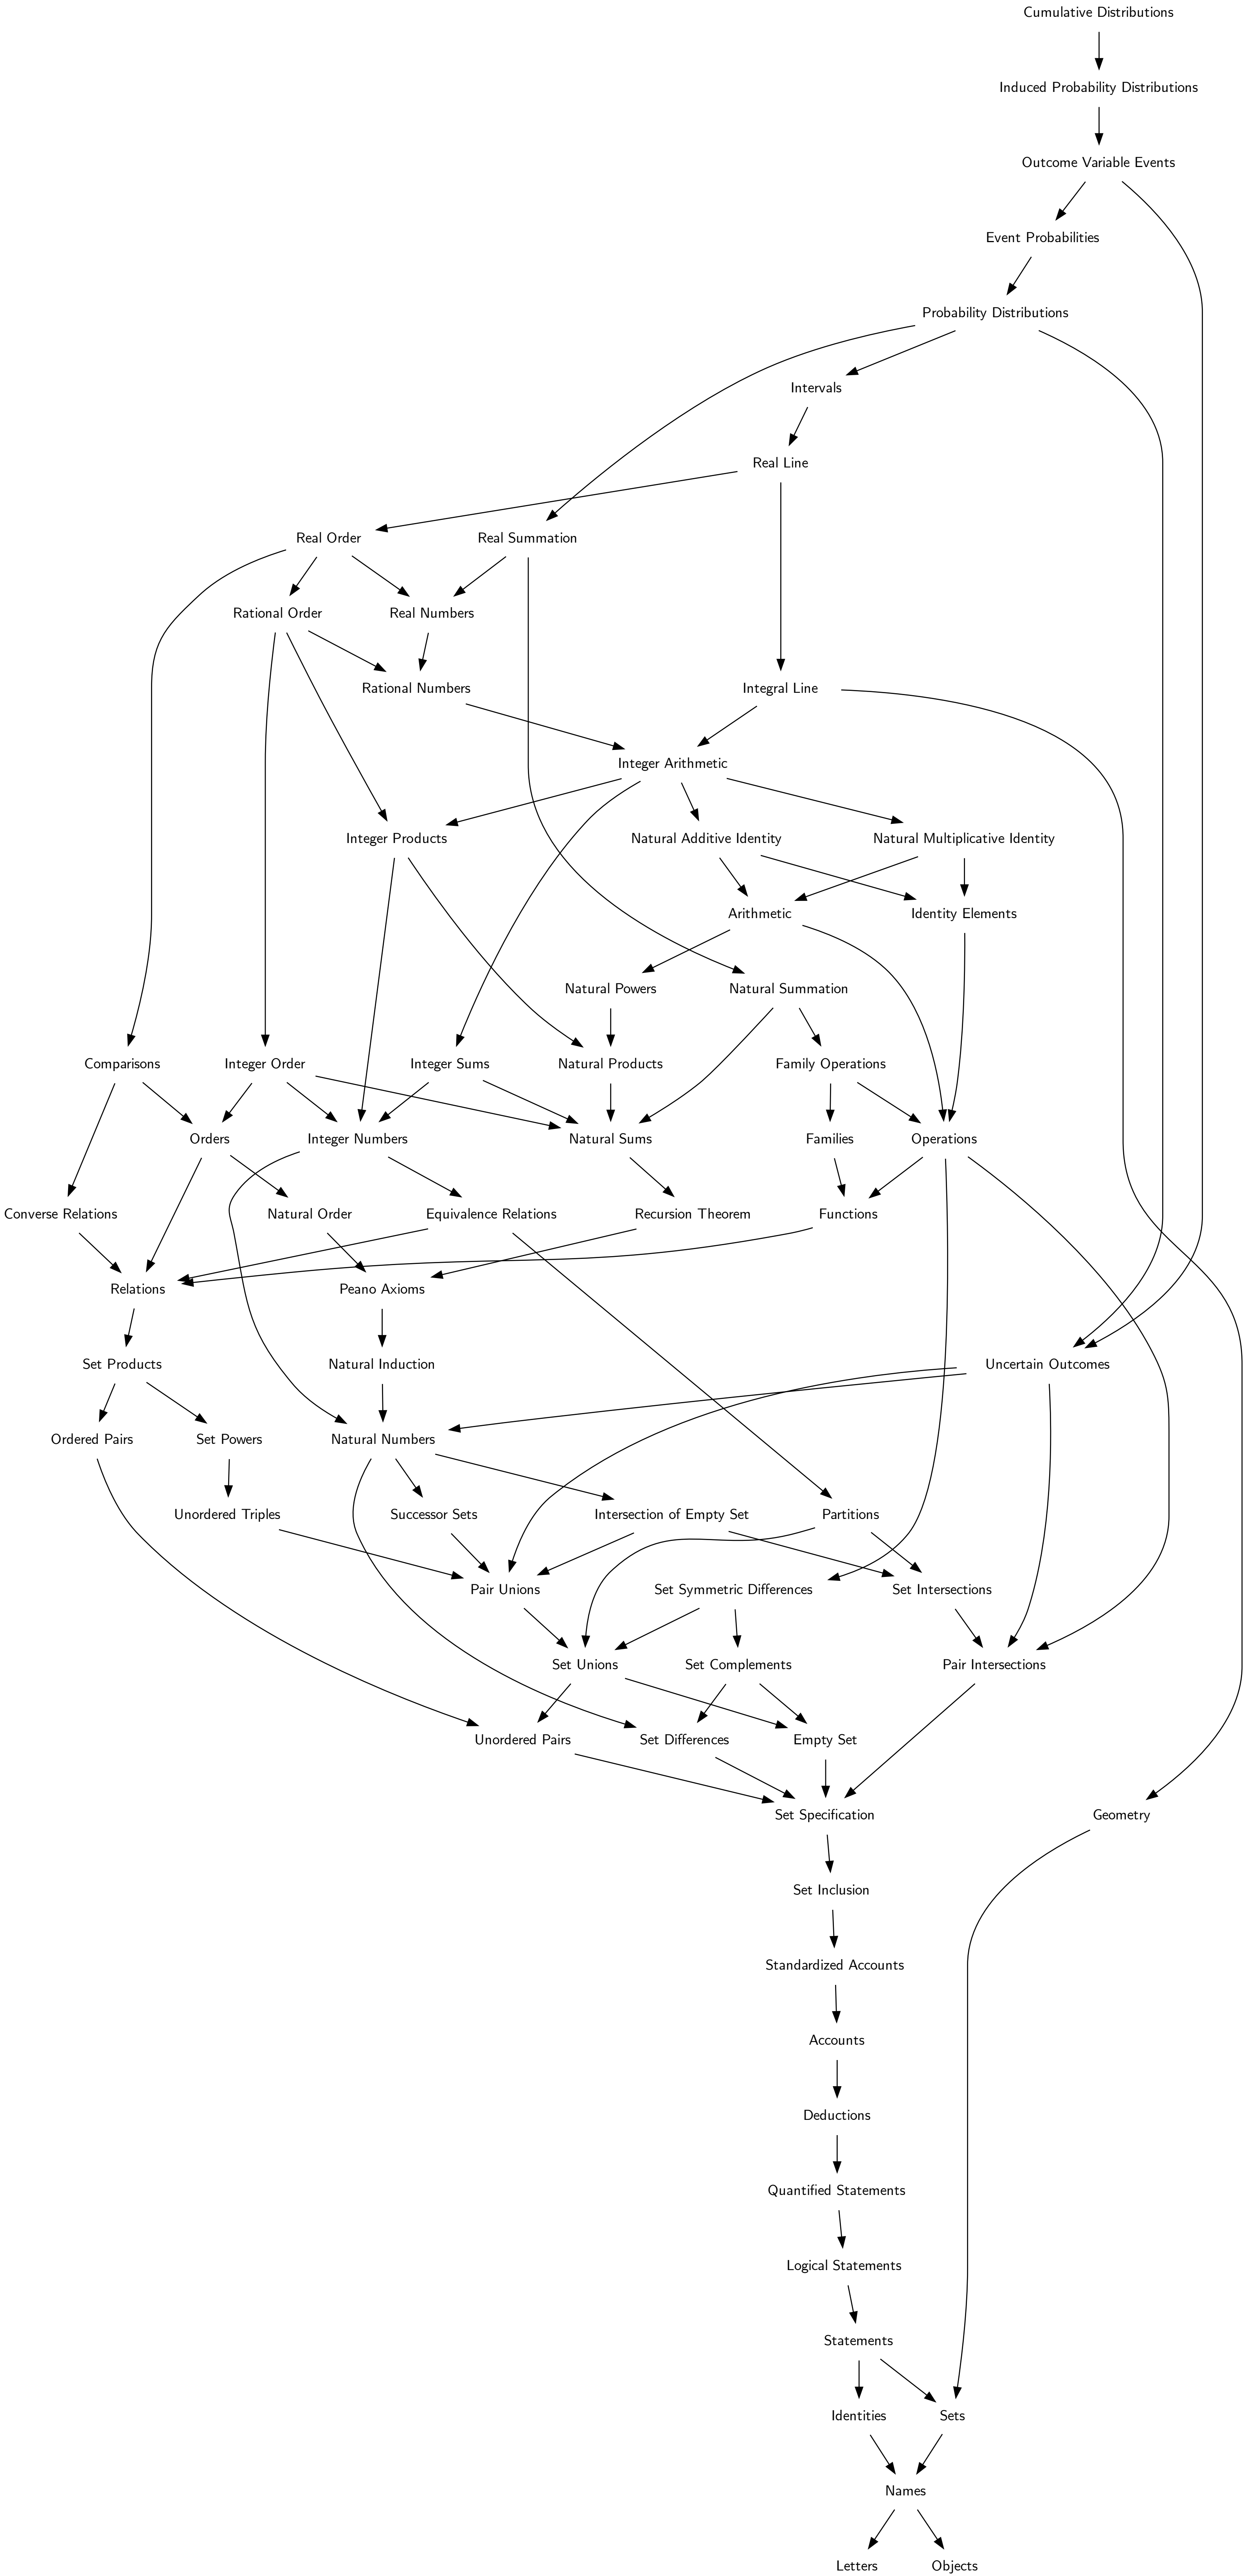 Cumulative Distributions
Induced Probability Distributions
Outcome Variable Events
Event Probabilities
Probability Distributions
Intervals
Real Line
Real Order
Real Summation
Rational Order
Real Numbers
Rational Numbers
Integral Line
Integer Arithmetic
Integer Products
Natural Additive Identity
Natural Multiplicative Identity
Arithmetic
Identity Elements
Natural Powers
Natural Summation
Comparisons
Integer Order
Integer Sums
Natural Products
Family Operations
Orders
Integer Numbers
Natural Sums
Families
Operations
Converse Relations
Natural Order
Equivalence Relations
Recursion Theorem
Functions
Relations
Peano Axioms
Set Products
Natural Induction
Uncertain Outcomes
Ordered Pairs
Set Powers
Natural Numbers
Unordered Triples
Successor Sets
Intersection of Empty Set
Partitions
Pair Unions
Set Symmetric Differences
Set Intersections
Set Unions
Set Complements
Pair Intersections
Unordered Pairs
Set Differences
Empty Set
Set Specification
Geometry
Set Inclusion
Standardized Accounts
Accounts
Deductions
Quantified Statements
Logical Statements
Statements
Identities
Sets
Names
Letters
Objects